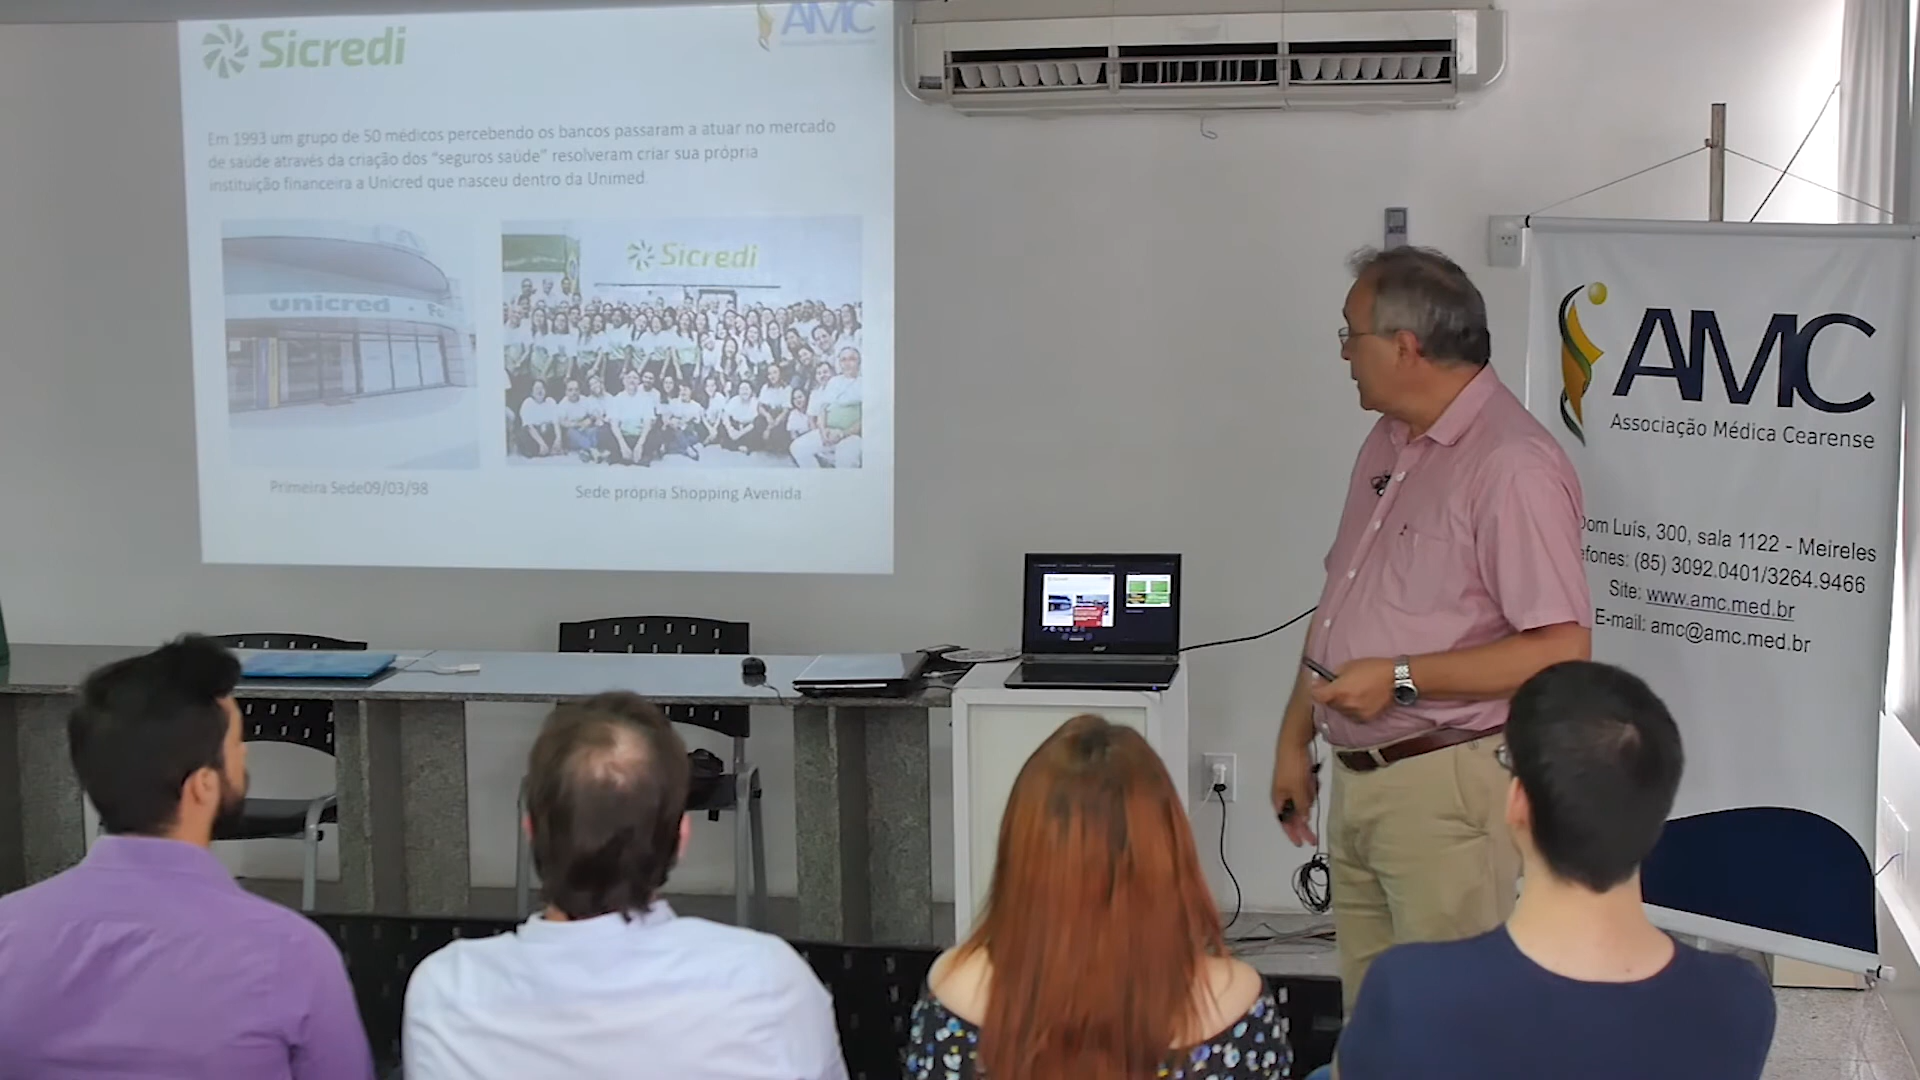 Sicredi
AMC
Em 1993 um grupo de 50 médicos percebendo os bancos passaram a atuar no mercado
de saúde através da criação dos "seguros saúde" resolveram criar sua própria
instituição financeira a Unicred que nasceu dentro da Unimed.
unicred - Fo
Sicredi
Primeira Sede09/03/98
Sede própria Shopping Avenida
AMC
Associação Médica Cearense
Dom Luís, 300, sala 1122 - Meireles
efones: (85) 3092.0401/3264.9466
Site: www.amc.med.br
E-mail: amc@amc.med.br
acer